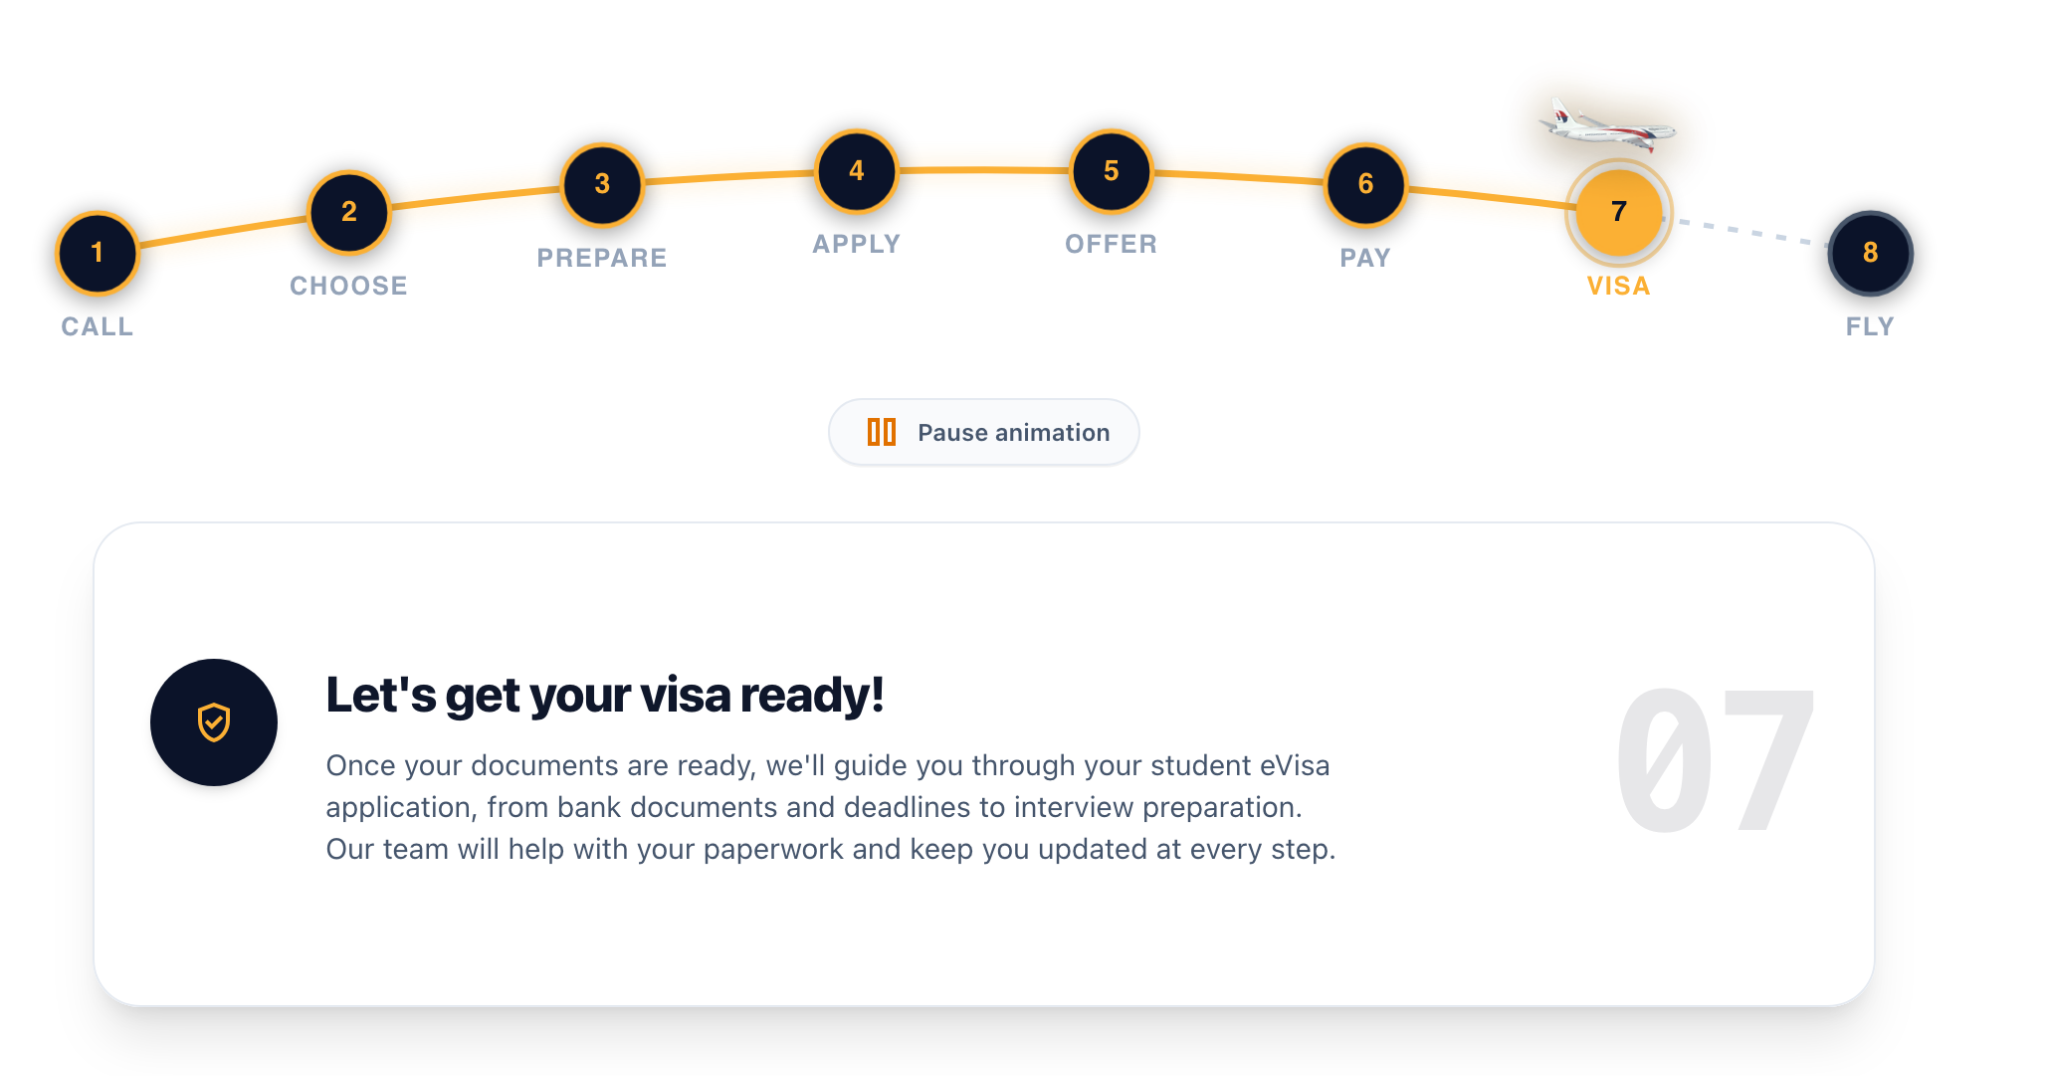 1
2
3
4
5
6
7
8
CALL
CHOOSE
PREPARE
APPLY
OFFER
PAY
VISA
FLY
Pause animation
Let's get your visa ready!
Once your documents are ready, we'll guide you through your student eVisa
application, from bank documents and deadlines to interview preparation.
Our team will help with your paperwork and keep you updated at every step.
07